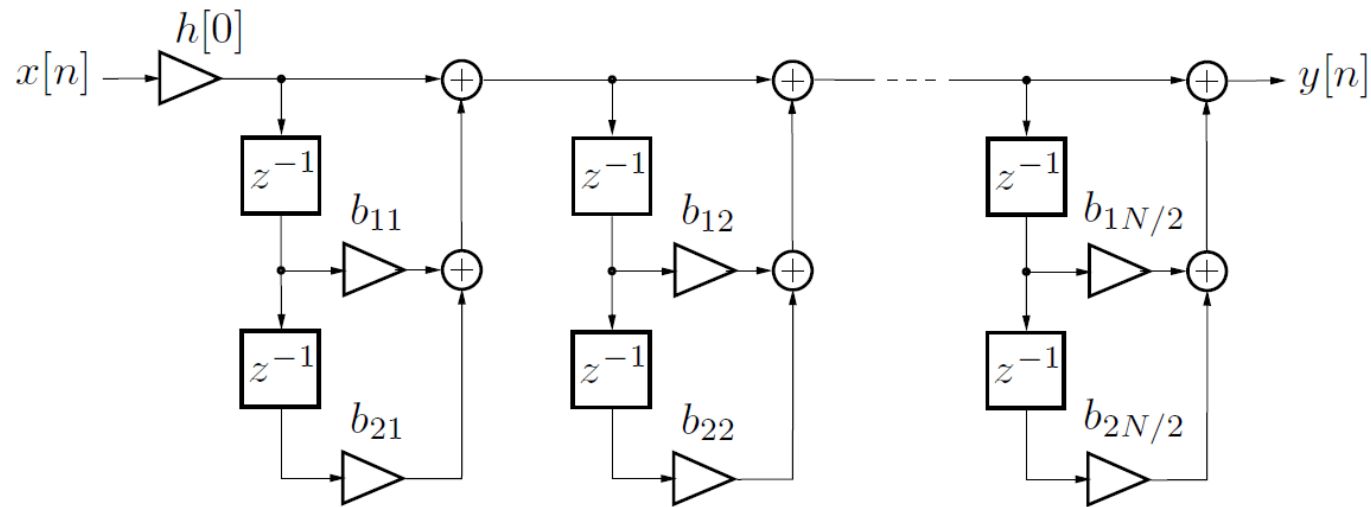 h[0]
x[n] y[n]
z^{-1} z^{-1} z^{-1}
b_{11} b_{12} b_{1N/2}
z^{-1} z^{-1} z^{-1}
b_{21} b_{22} b_{2N/2}